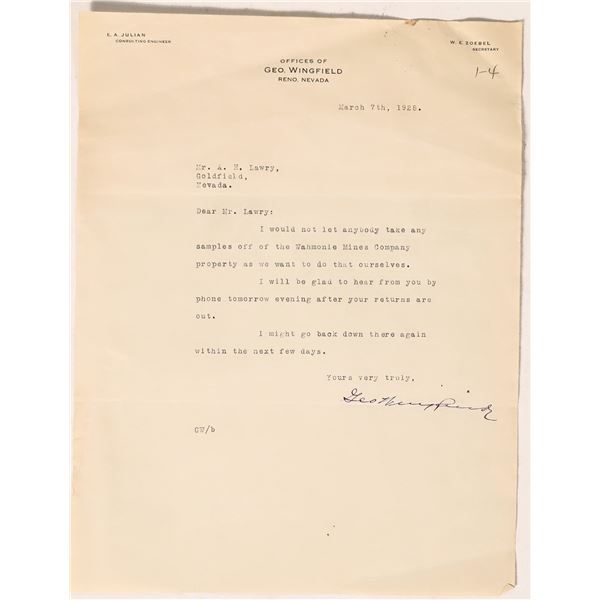 E. A. JULIAN
CONSULTING ENGINEER
W. E. ZOEBEL
SECRETARY
OFFICES OF
GEO. WINGFIELD
RENO, NEVADA
1-4
March 7th, 1928.
Mr. A. H. Lawry,
Goldfield,
Nevada.
Dear Mr. Lawry:
I would not let anybody take any
samples off of the Wahmonie Mines Company
property as we want to do that ourselves.
I will be glad to hear from you by
phone tomorrow evening after your returns are
out.
I might go back down there again
within the next few days.
Yours very truly,
Geo Wingfield
GW/b